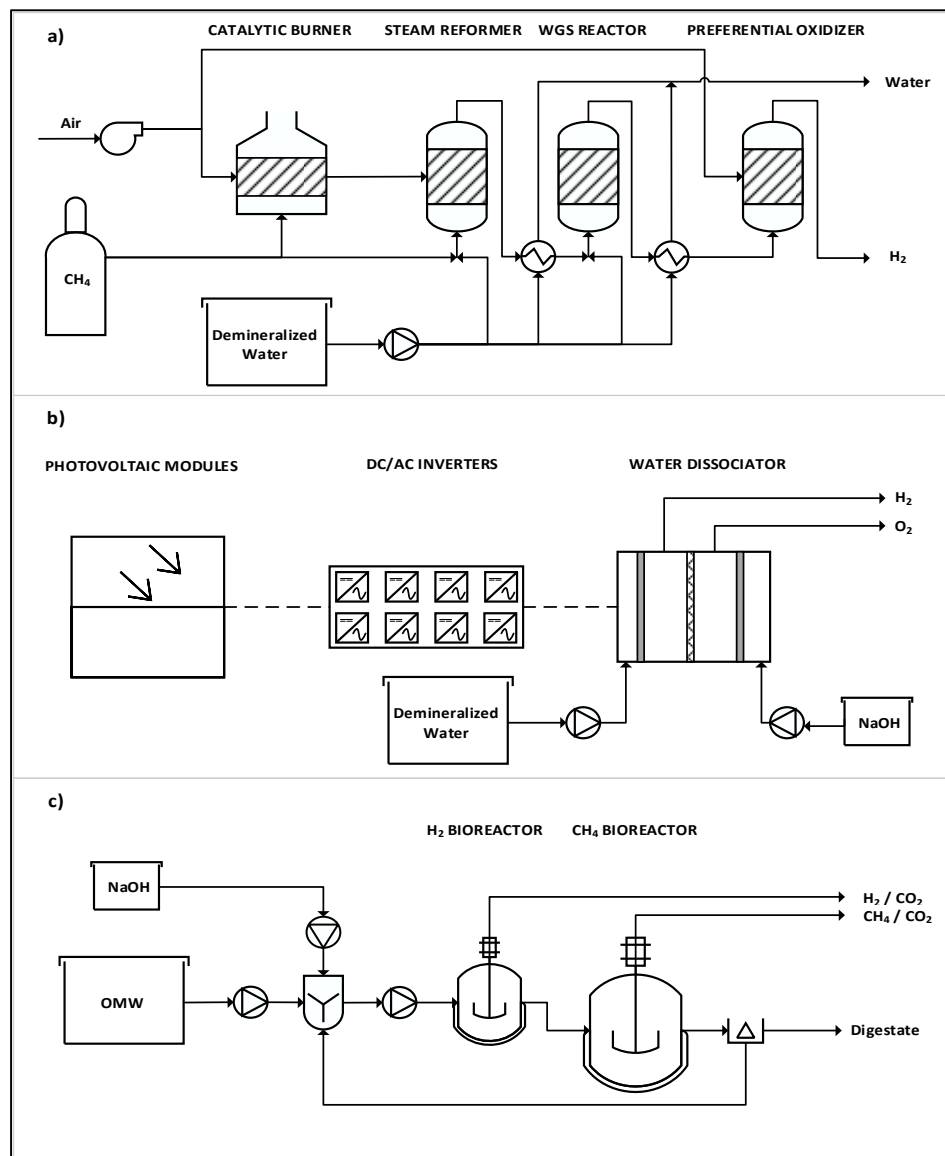 a)
CATALYTIC BURNER STEAM REFORMER WGS REACTOR PREFERENTIAL OXIDIZER
Water
Air
CH₄
H₂
Demineralized
Water
b)
PHOTOVOLTAIC MODULES DC/AC INVERTERS WATER DISSOCIATOR
H₂
O₂
Demineralized
Water
NaOH
c)
H₂ BIOREACTOR CH₄ BIOREACTOR
NaOH
H₂ / CO₂
CH₄ / CO₂
OMW
Digestate